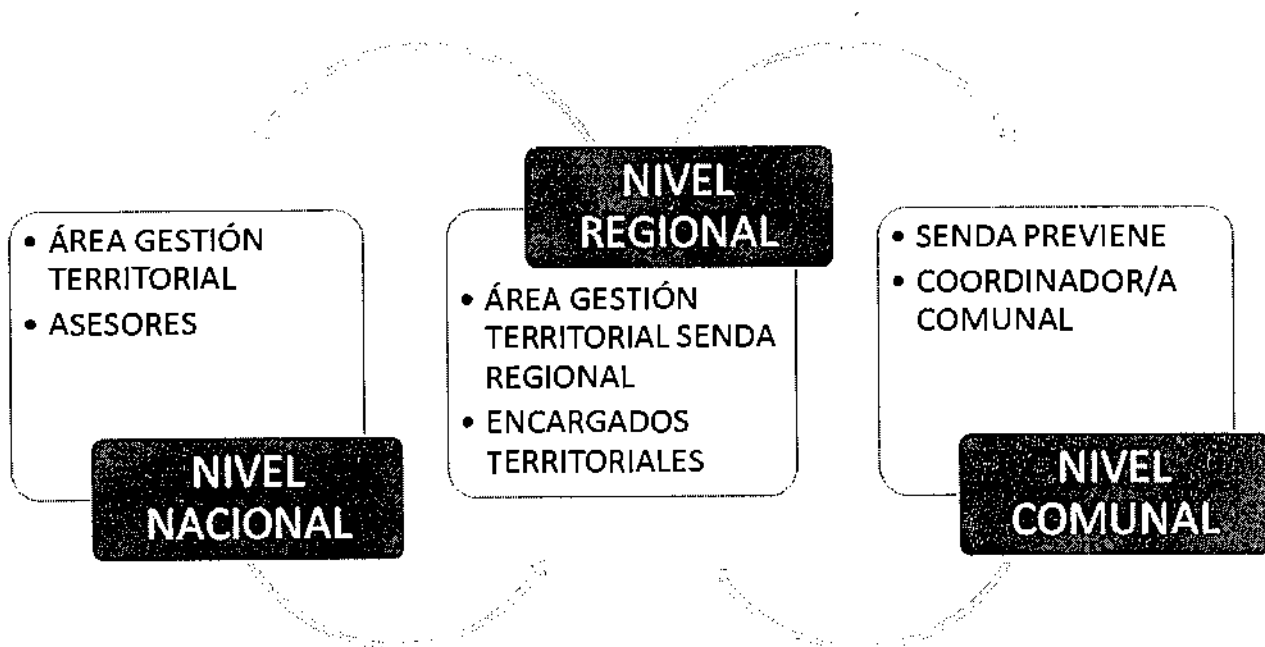 • ÁREA GESTIÓN
TERRITORIAL
• ASESORES
NIVEL
NACIONAL
NIVEL
REGIONAL
• ÁREA GESTIÓN
TERRITORIAL SENDA
REGIONAL
• ENCARGADOS
TERRITORIALES
• SENDA PREVIENE
• COORDINADOR/A
COMUNAL
NIVEL
COMUNAL